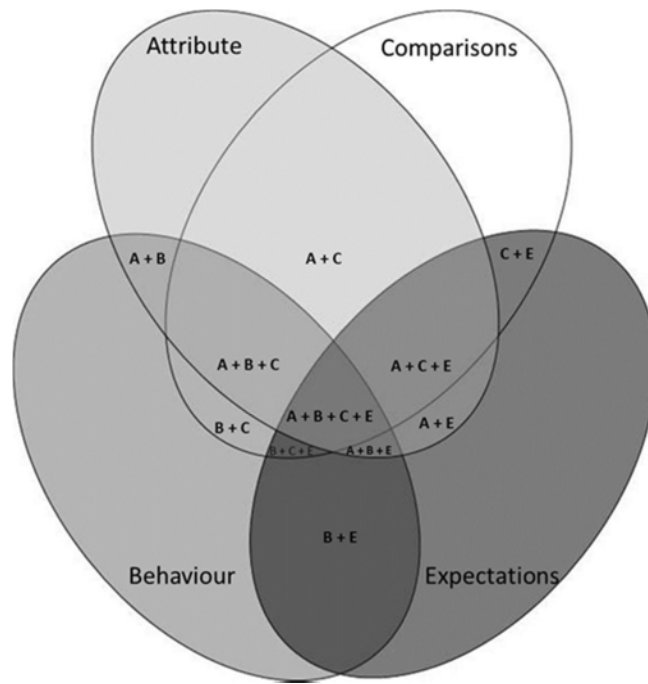 Attribute
Comparisons
A + B
A + C
C + E
A + B + C
A + C + E
B + C
A + B + C + E
A + E
B + C + E
A + B + E
B + E
Behaviour
Expectations